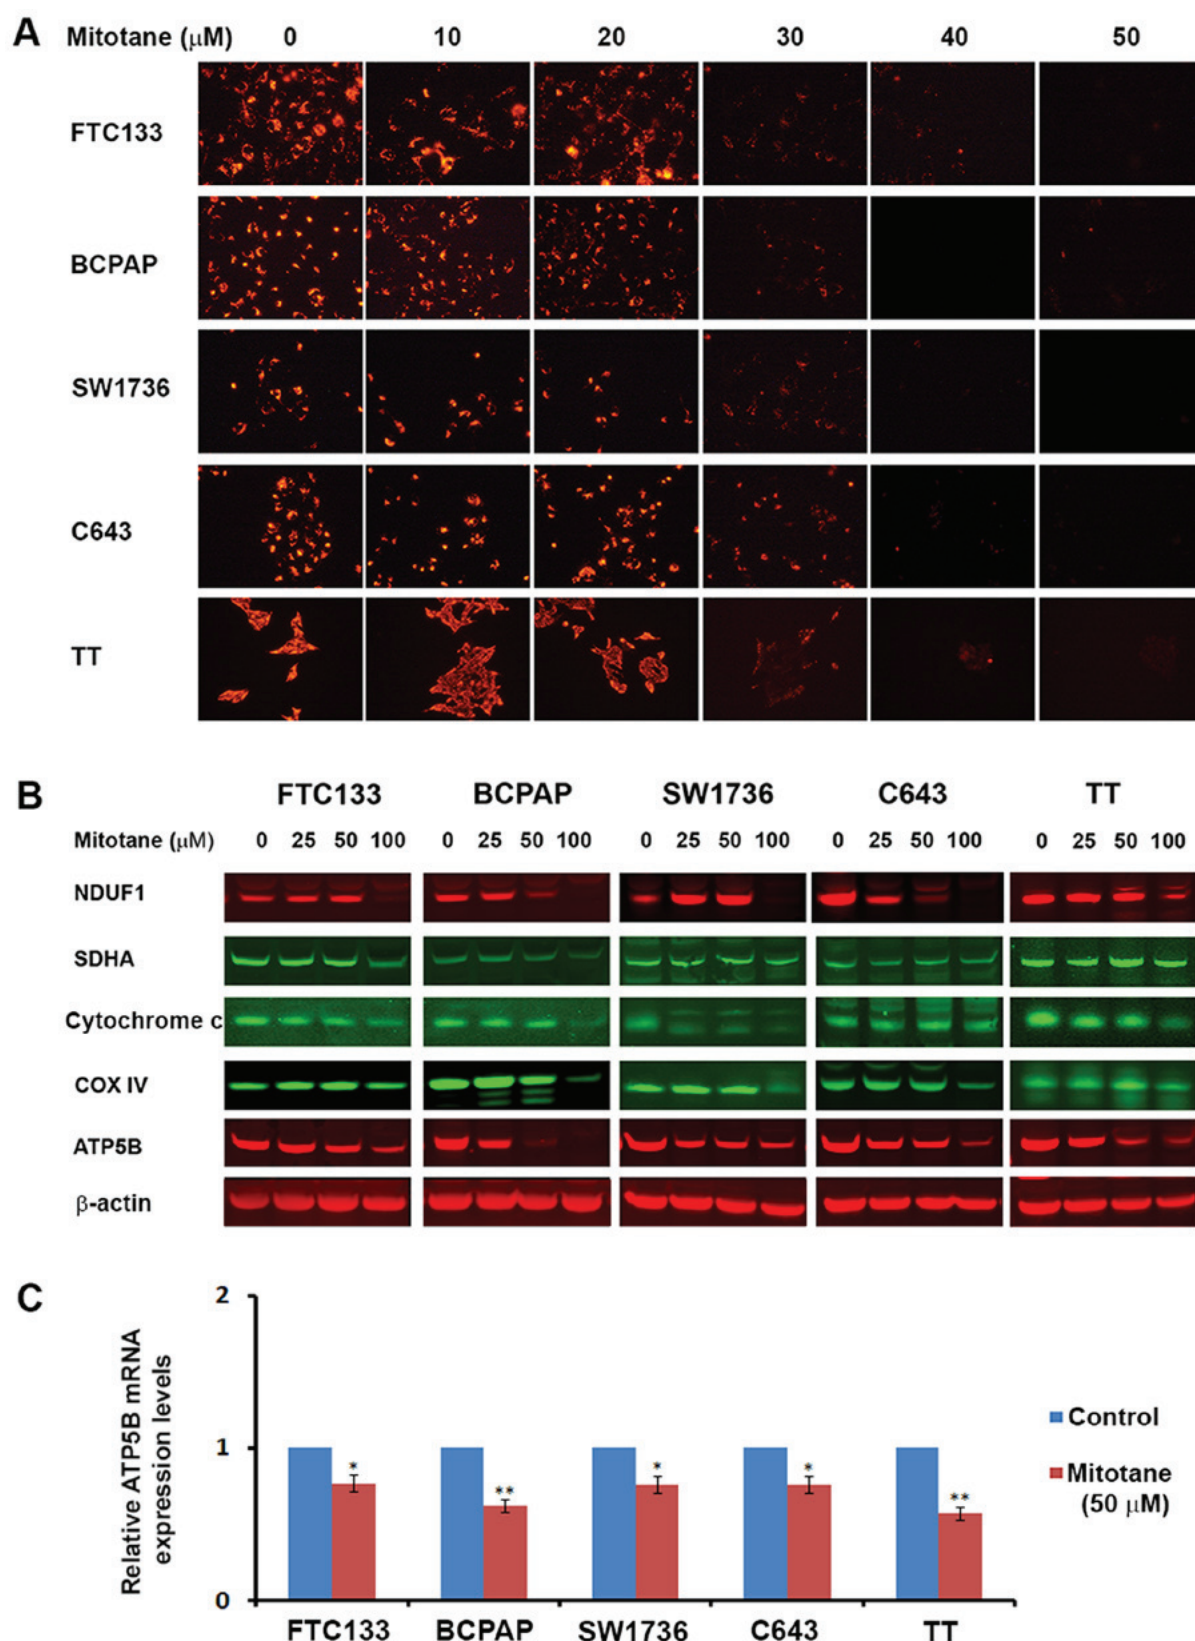 A
Mitotane (μM) 0 10 20 30 40 50
FTC133
BCPAP
SW1736
C643
TT
B
FTC133 BCPAP SW1736 C643 TT
Mitotane (μM) 0 25 50 100 0 25 50 100 0 25 50 100 0 25 50 100 0 25 50 100
NDUF1
SDHA
Cytochrome c
COX IV
ATP5B
β-actin
C
Relative ATP5B mRNA
expression levels
2
1
0
* ** * * **
Control
Mitotane
(50 μM)
FTC133 BCPAP SW1736 C643 TT